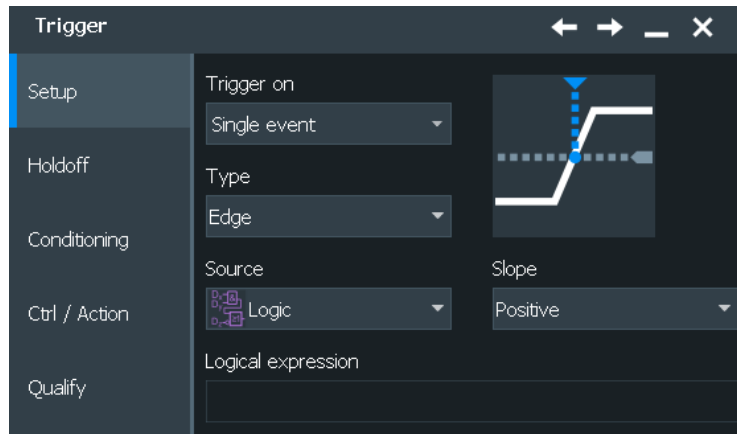 Trigger
Setup
Holdoff
Conditioning
Ctrl / Action
Qualify
Trigger on
Single event
Type
Edge
Source
Logic
Slope
Positive
Logical expression